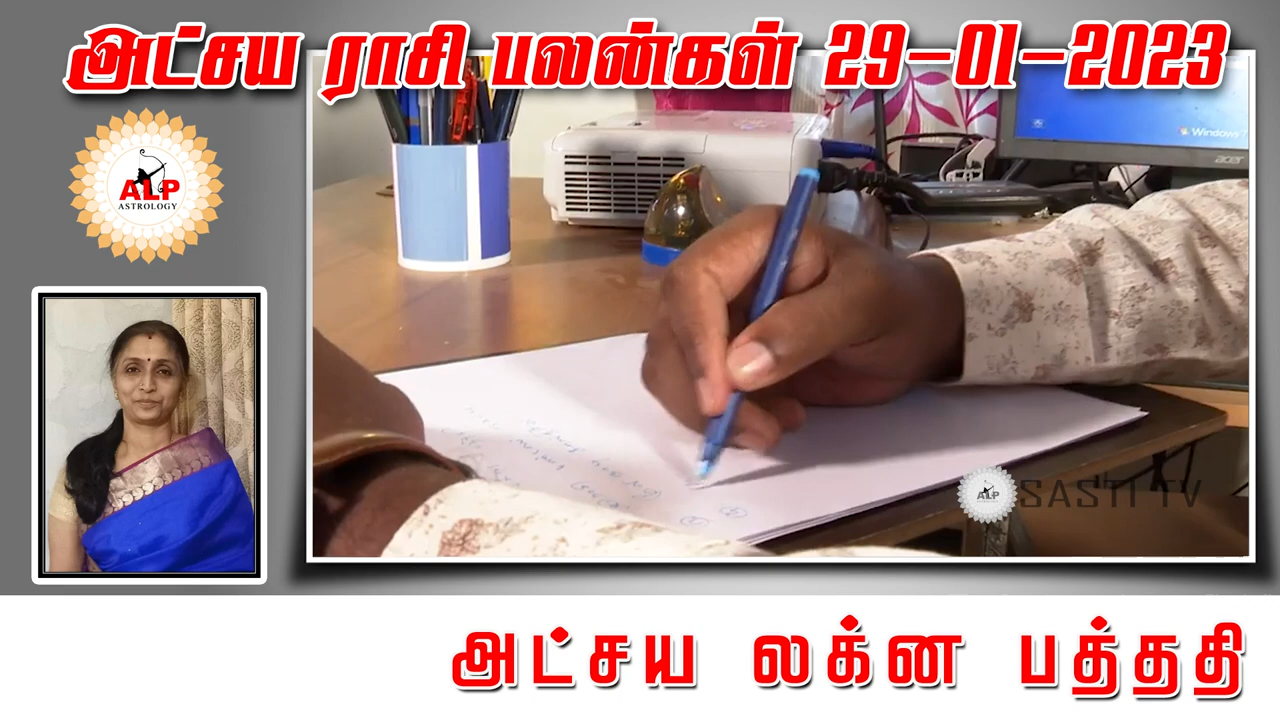 அட்சய ராசி பலன்கள் 29-01-2023
ALP
ASTROLOGY
Windows 7
acer
ALP
SASTI TV
அட்சய லக்ன பத்ததி